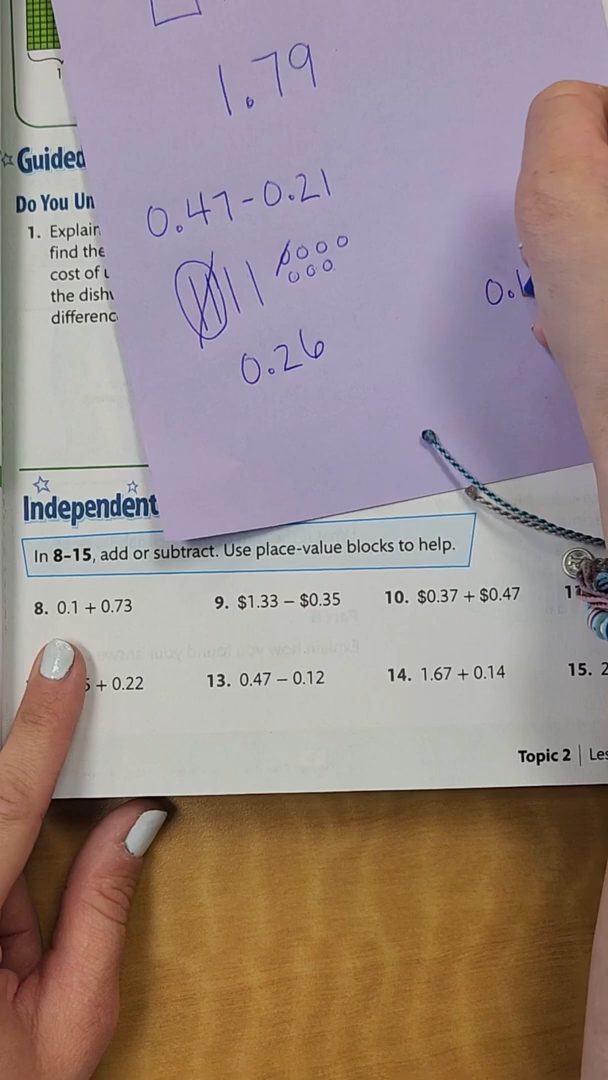 1.79
0.47-0.21
0.26
0.1
Guided
Do You Un
1. Explain
find the
cost of
the dish
differenc
Independent
In 8–15, add or subtract. Use place-value blocks to help.
8. 0.1 + 0.73
9. $1.33 − $0.35
10. $0.37 + $0.47
+ 0.22
13. 0.47 − 0.12
14. 1.67 + 0.14
15. 2
Topic 2 | Les